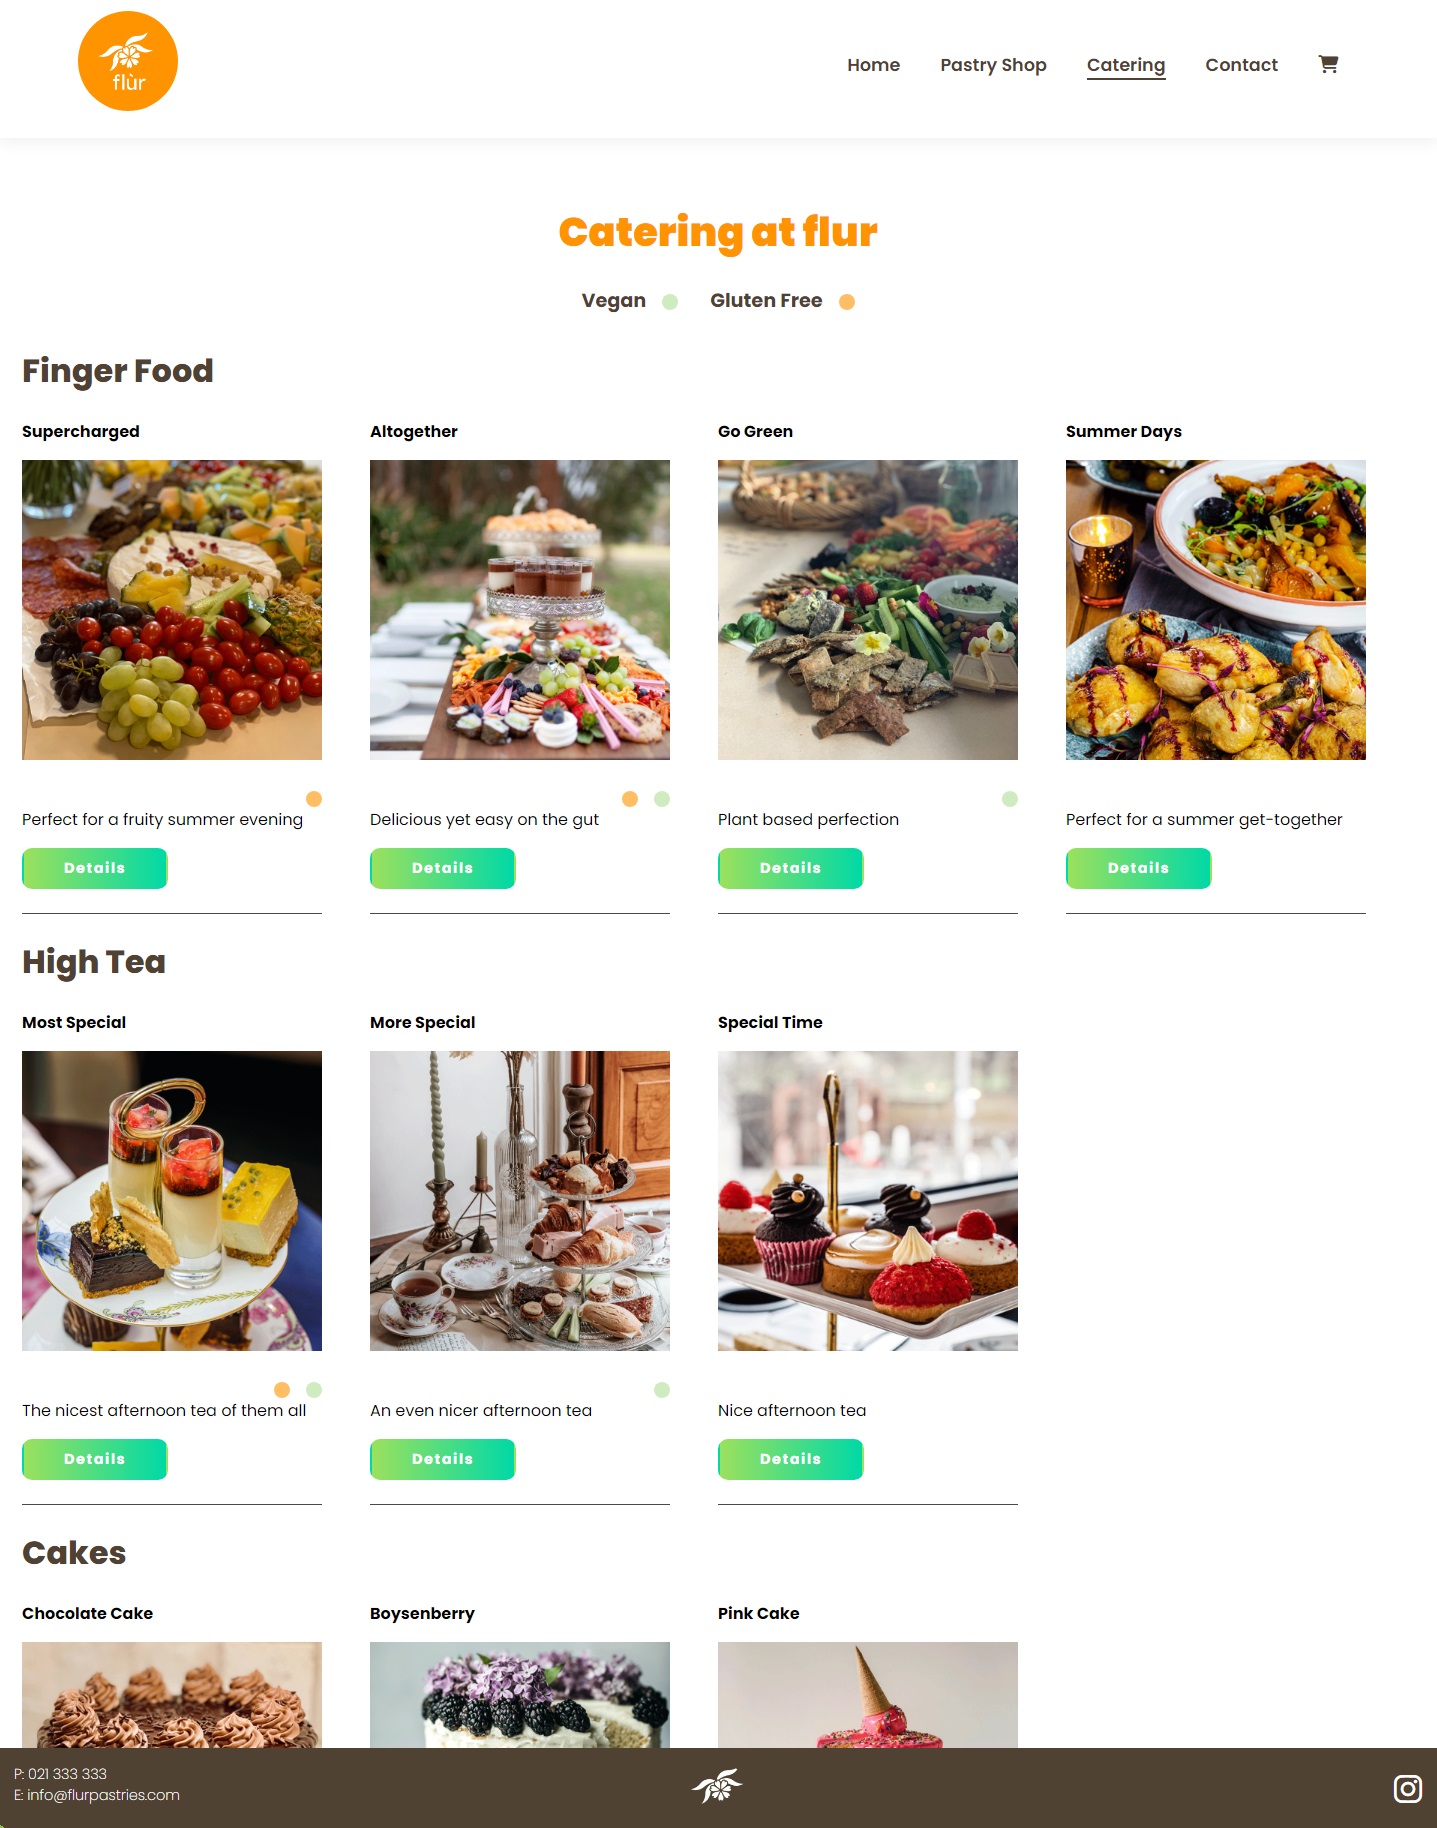 flùr
Home Pastry Shop Catering Contact
Catering at flur
Vegan Gluten Free
Finger Food
Supercharged Altogether Go Green Summer Days
Perfect for a fruity summer evening Delicious yet easy on the gut Plant based perfection Perfect for a summer get-together
Details Details Details Details
High Tea
Most Special More Special Special Time
The nicest afternoon tea of them all An even nicer afternoon tea Nice afternoon tea
Details Details Details
Cakes
Chocolate Cake Boysenberry Pink Cake
P: 021 333 333
E: info@flurpastries.com